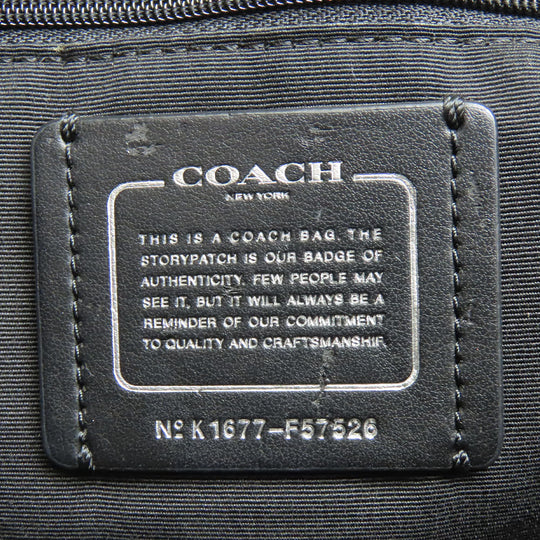 COACH
NEW YORK
THIS IS A COACH BAG. THE
STORYPATCH IS OUR BADGE OF
AUTHENTICITY. FEW PEOPLE MAY
SEE IT, BUT IT WILL ALWAYS BE A
REMINDER OF OUR COMMITMENT
TO QUALITY AND CRAFTSMANSHIP.
Nº K1677-F57526